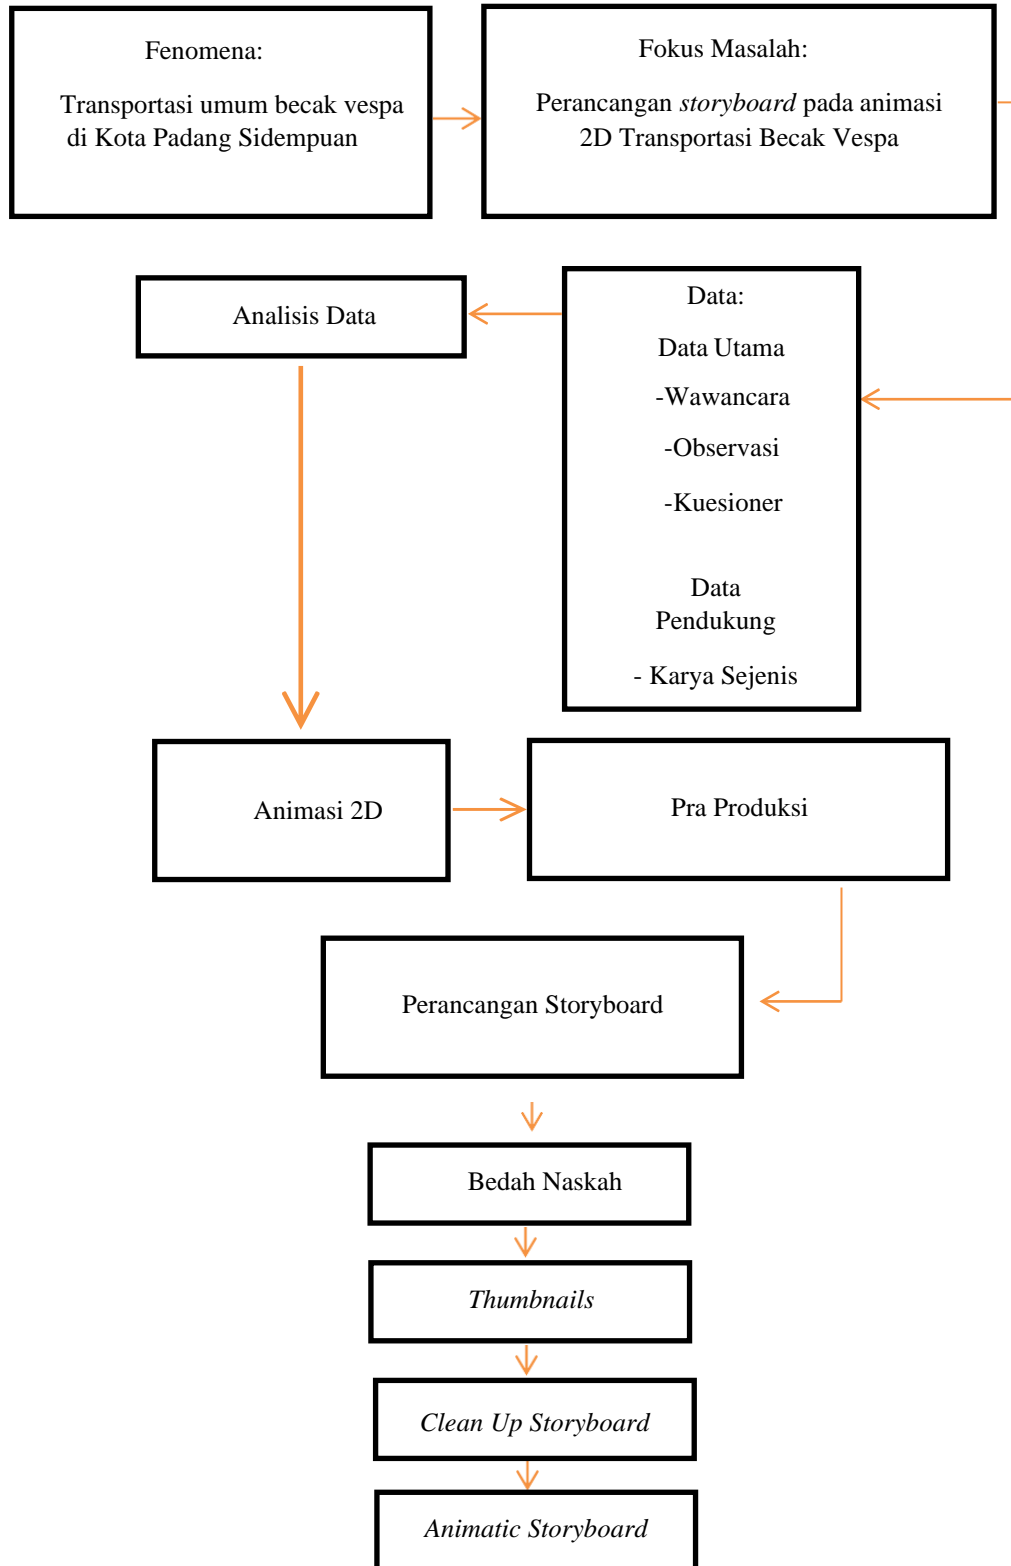 Fenomena:
Transportasi umum becak vespa
di Kota Padang Sidempuan
Fokus Masalah:
Perancangan storyboard pada animasi
2D Transportasi Becak Vespa
Analisis Data
Data:
Data Utama
-Wawancara
-Observasi
-Kuesioner
Data
Pendukung
- Karya Sejenis
Animasi 2D
Pra Produksi
Perancangan Storyboard
Bedah Naskah
Thumbnails
Clean Up Storyboard
Animatic Storyboard